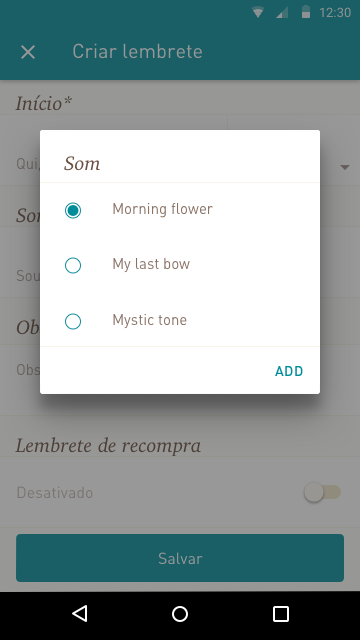 12:30
Criar lembrete
Início*
Qui,
Som
Morning flower
My last bow
Mystic tone
ADD
Sou
Ob
Obs
Lembrete de recompra
Desativado
Salvar